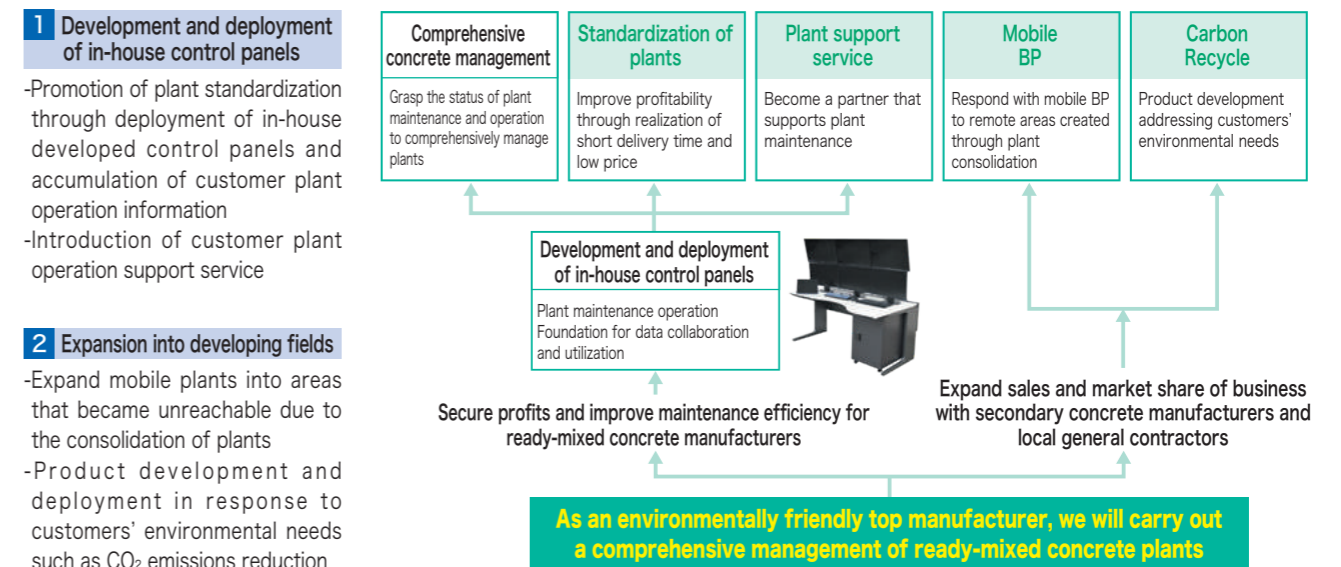 1 Development and deployment
of in-house control panels
-Promotion of plant standardization
through deployment of in-house
developed control panels and
accumulation of customer plant
operation information
-Introduction of customer plant
operation support service
2 Expansion into developing fields
-Expand mobile plants into areas
that became unreachable due to
the consolidation of plants
-Product development and
deployment in response to
customers’ environmental needs
such as CO₂ emissions reduction
Comprehensive
concrete management
Grasp the status of plant
maintenance and operation
to comprehensively manage
plants
Standardization of
plants
Improve profitability
through realization of
short delivery time and
low price
Plant support
service
Become a partner that
supports plant
maintenance
Mobile
BP
Respond with mobile BP
to remote areas created
through plant
consolidation
Carbon
Recycle
Product development
addressing customers’
environmental needs
Development and deployment
of in-house control panels
Plant maintenance operation
Foundation for data collaboration
and utilization
Secure profits and improve maintenance efficiency for
ready-mixed concrete manufacturers
Expand sales and market share of business
with secondary concrete manufacturers and
local general contractors
As an environmentally friendly top manufacturer, we will carry out
a comprehensive management of ready-mixed concrete plants